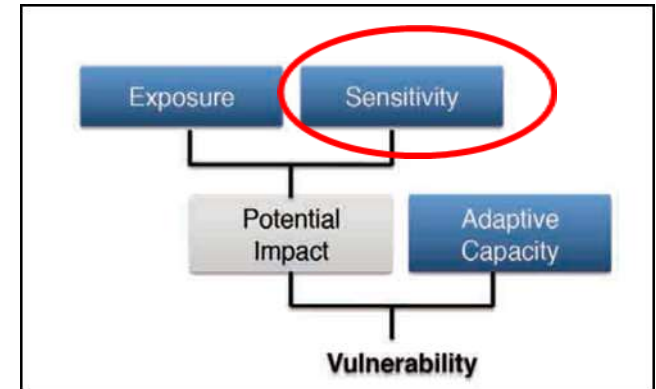 Exposure
Sensitivity
Potential
Impact
Adaptive
Capacity
Vulnerability